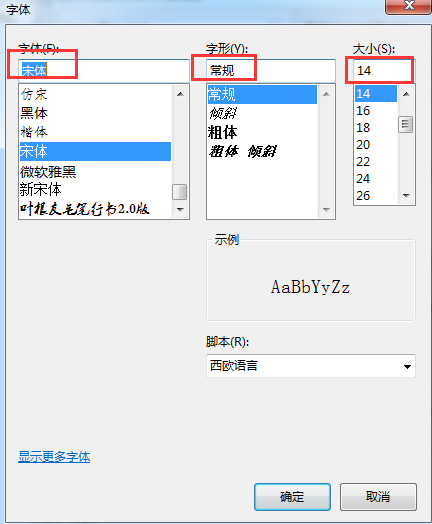 字体
字体(F):
字形(Y):
大小(S):
宋体
常规
14
仿宋
黑体
楷体
宋体
微软雅黑
新宋体
叶根友毛笔行书2.0版
常规
倾斜
粗体
粗体 倾斜
14
16
18
20
22
24
26
示例
AaBbYyZz
脚本(R):
西欧语言
显示更多字体
确定
取消